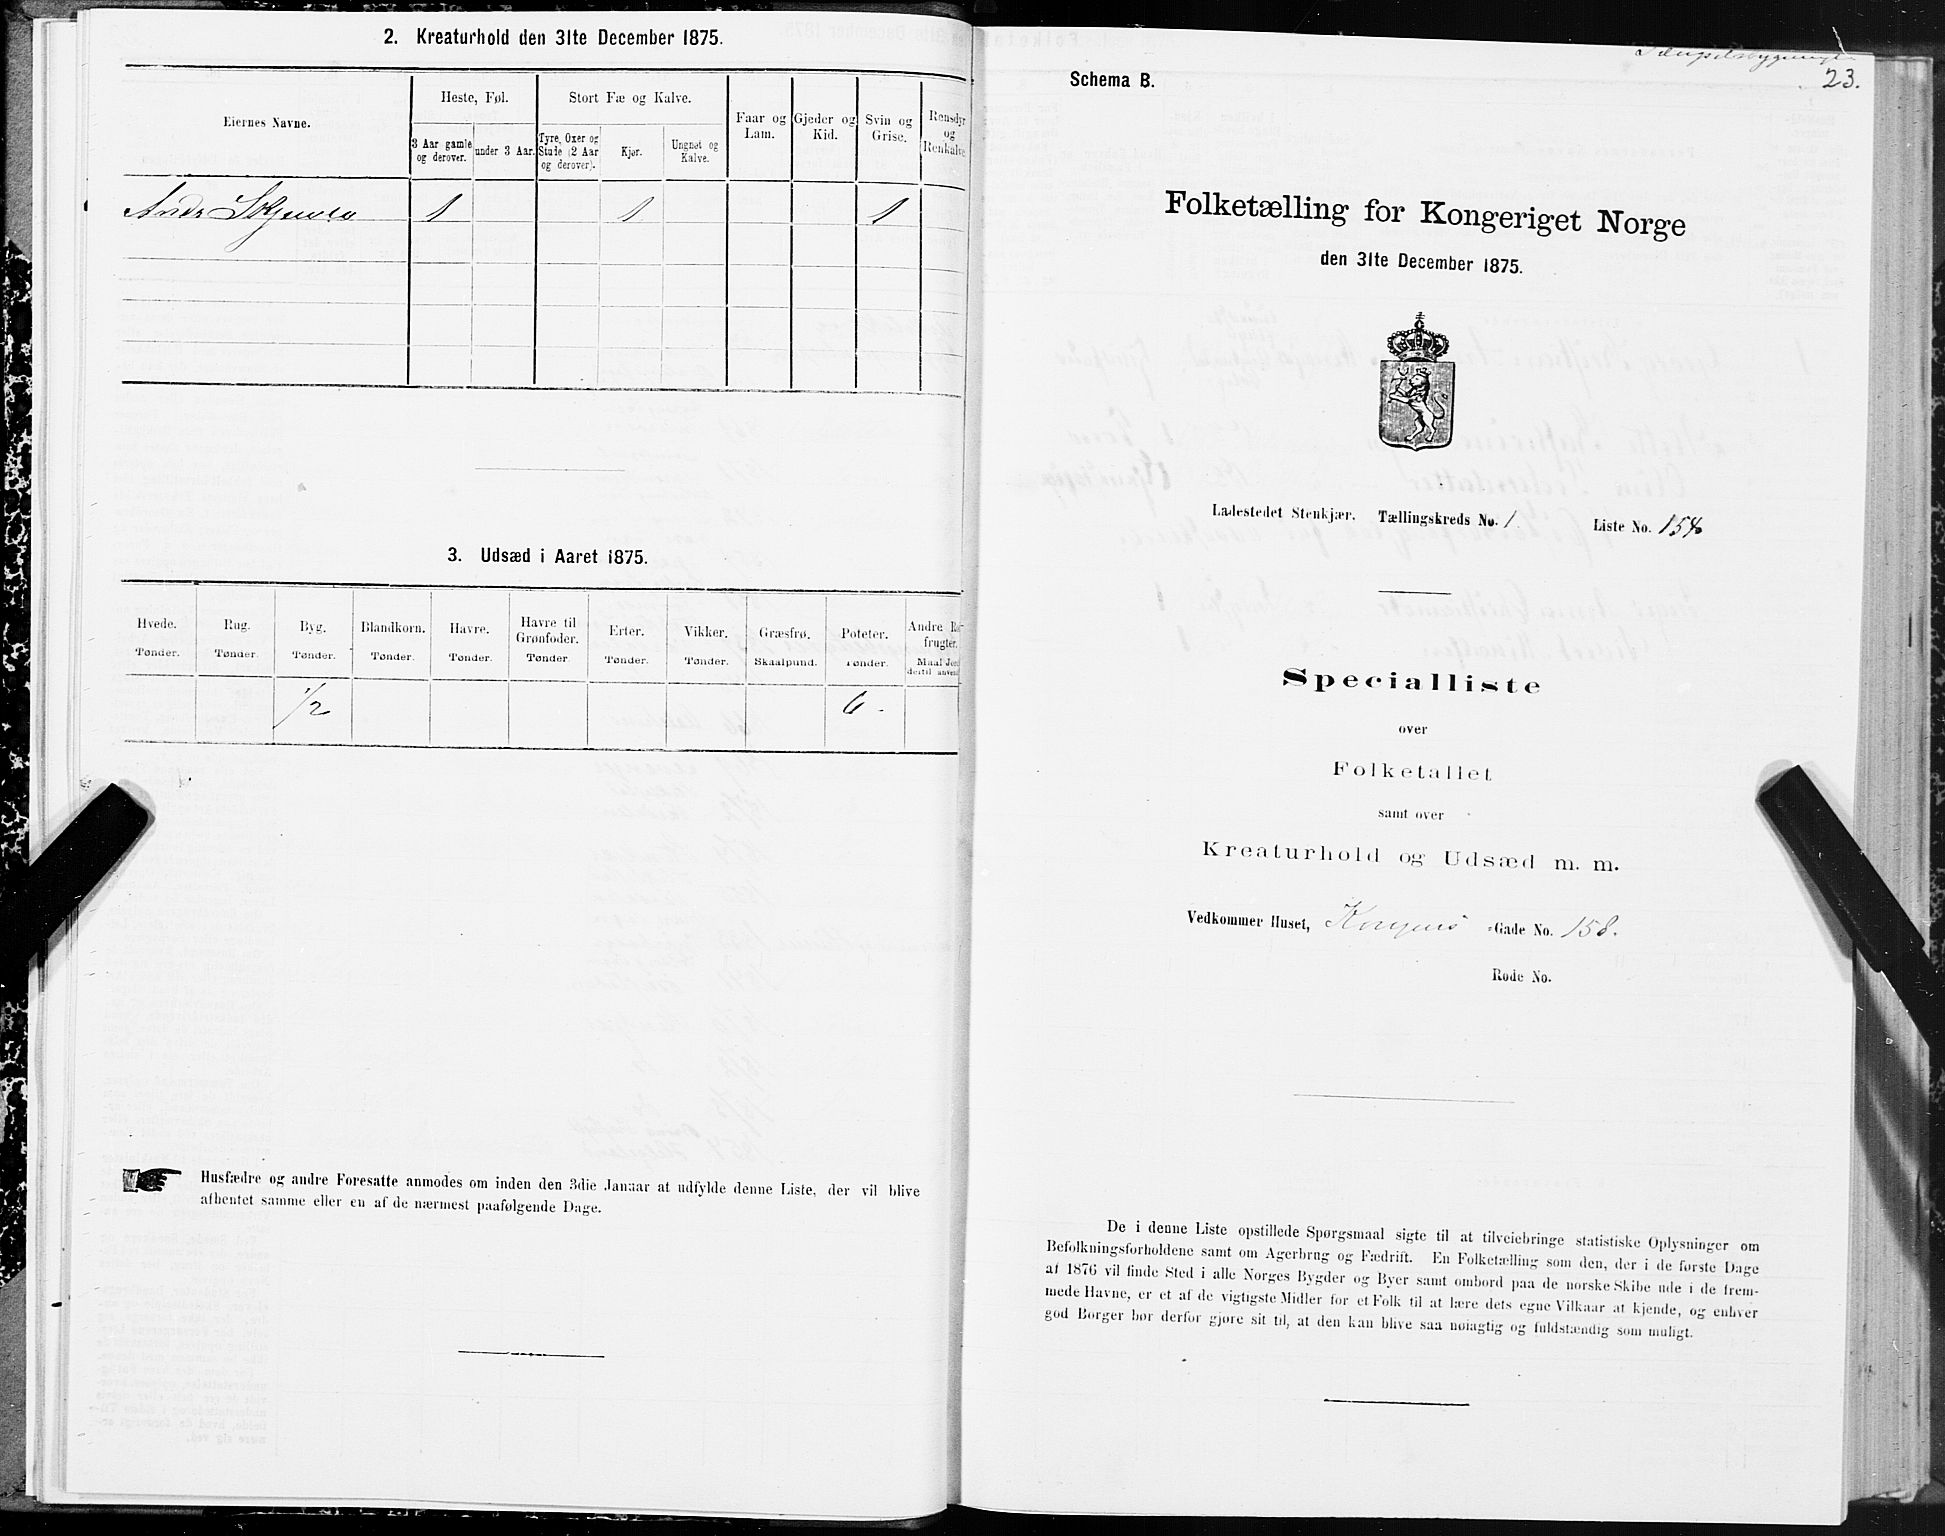 2. Kreaturhold den 31te December 1875.
Eiernes Navne.
Heste, Føl.
3 Aar gamle og derover.
under 3 Aar.
Stort Fæ og Kalve.
Tyre, Oxer og Stude (2 Aar og derover).
Kjør.
Ungnøt og Kalve.
Faar og Lam.
Gjeder og Kid.
Svin og Grise.
Rensdyr og Renkalve
1 1 1
3. Udsæd i Aaret 1875.
Hvede. Rug. Byg. Blandkorn. Havre. Havre til Grønfoder. Erter. Vikker. Græsfrø. Poteter. Andre Rodfrugter.
Tønder. Tønder. Tønder. Tønder. Tønder. Tønder. Tønder. Tønder. Skaalpund. Tønder. Maal Jord dertil anvendt
1/2 6
Husfædre og andre Foresatte anmodes om inden den 3die Januar at udfylde denne Liste, der vil blive
afhentet samme eller en af de nærmest paafølgende Dage.
23.
Schema B.
Folketælling for Kongeriget Norge
den 31te December 1875.
Ladestedet Stenkjær. Tællingskreds No. 1. Liste No. 158
Specialliste
over
Folketallet
samt over
Kreaturhold og Udsæd m. m.
Vedkommer Huset, Kongens -Gade No. 158.
Rode No.
De i denne Liste opstillede Spørgsmaal sigte til at tilveiebringe statistiske Oplysninger om
Befolkningsforholdene samt om Agerbrug og Fædrift. En Folketælling som den, der i de første Dage
af 1876 vil finde Sted i alle Norges Bygder og Byer samt ombord paa de norske Skibe ude i de frem-
mede Havne, er et af de vigtigste Midler for et Folk til at lære dets egne Vilkaar at kjende, og enhver
god Borger bør derfor gjøre sit til, at den kan blive saa nøiagtig og fuldstændig som muligt.